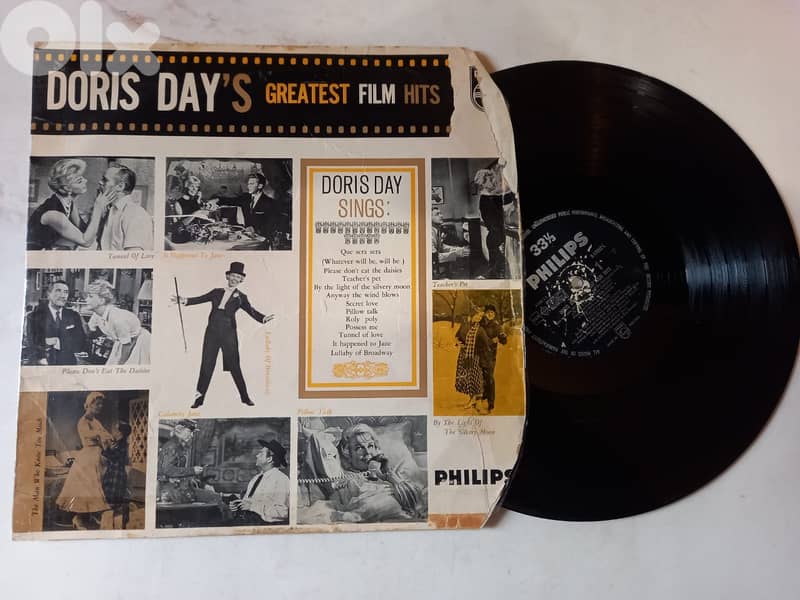 olx
DORIS DAY'S GREATEST FILM HITS
DORIS DAY
SINGS:
Que sera sera
(Whatever will be, will be)
Please don't eat the daisies
Teacher's pet
By the light of the silvery moon
Anyway the wind blows
Secret love
Pillow talk
Roly poly
Possess me
Tunnel of love
It happened to Jane
Lullaby of Broadway
Tunnel Of Love
It Happened To Jane
Teacher's Pet
Please Don't Eat The Daisies
Lullaby Of Broadway
By The Light Of
The Silvery Moon
The Man Who Knew Too Much
Calamity Jane
Pillow Talk
PHILIPS
33⅓
PHILIPS